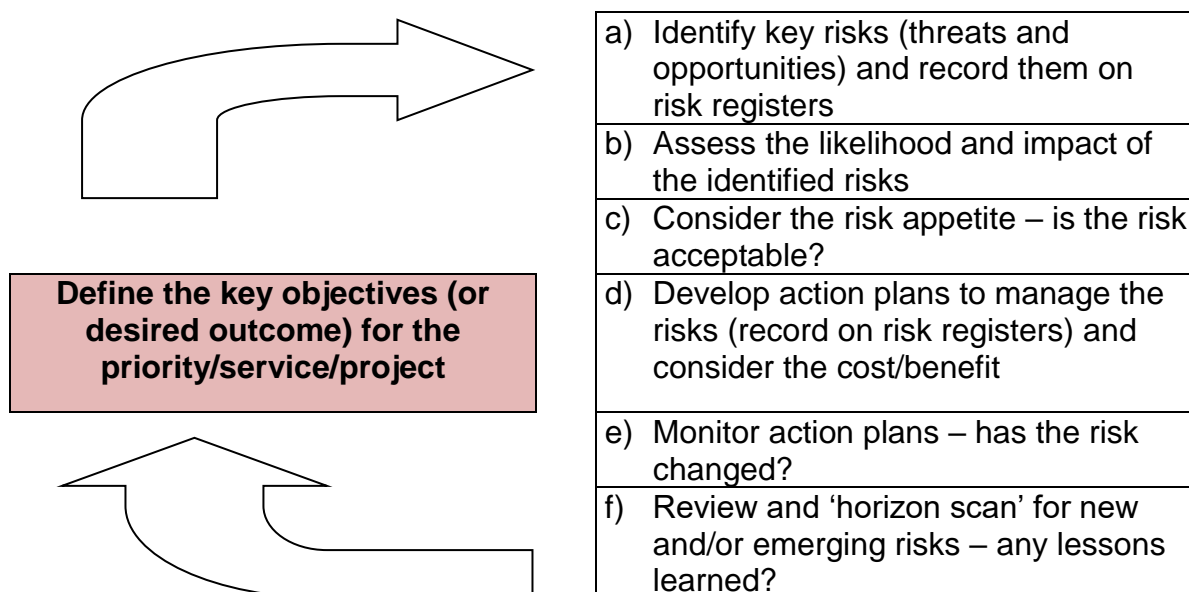 a) Identify key risks (threats and
opportunities) and record them on
risk registers
b) Assess the likelihood and impact of
the identified risks
c) Consider the risk appetite – is the risk
acceptable?
Define the key objectives (or
desired outcome) for the
priority/service/project
d) Develop action plans to manage the
risks (record on risk registers) and
consider the cost/benefit
e) Monitor action plans – has the risk
changed?
f) Review and ‘horizon scan’ for new
and/or emerging risks – any lessons
learned?